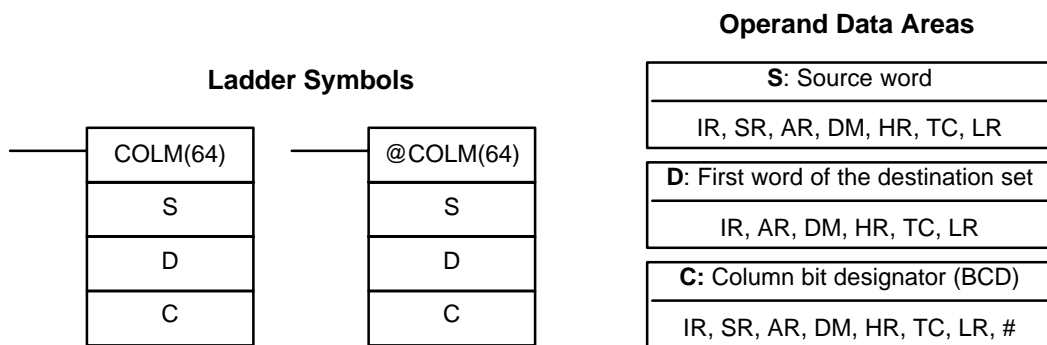 Ladder Symbols
COLM(64)
S
D
C
@COLM(64)
S
D
C
Operand Data Areas
S: Source word
IR, SR, AR, DM, HR, TC, LR
D: First word of the destination set
IR, AR, DM, HR, TC, LR
C: Column bit designator (BCD)
IR, SR, AR, DM, HR, TC, LR, #